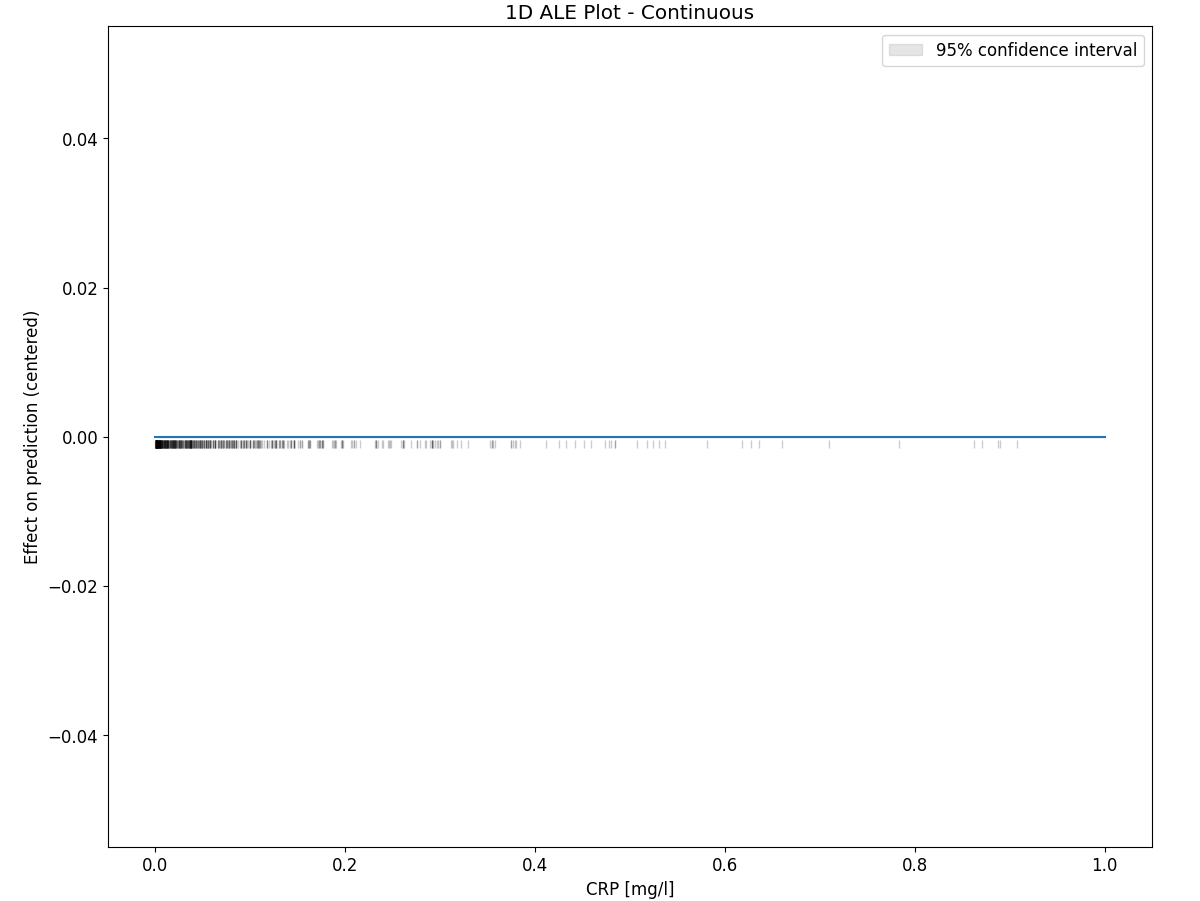 1D ALE Plot - Continuous
95% confidence interval
0.04
0.02
0.00
−0.02
−0.04
Effect on prediction (centered)
0.0 0.2 0.4 0.6 0.8 1.0
CRP [mg/l]